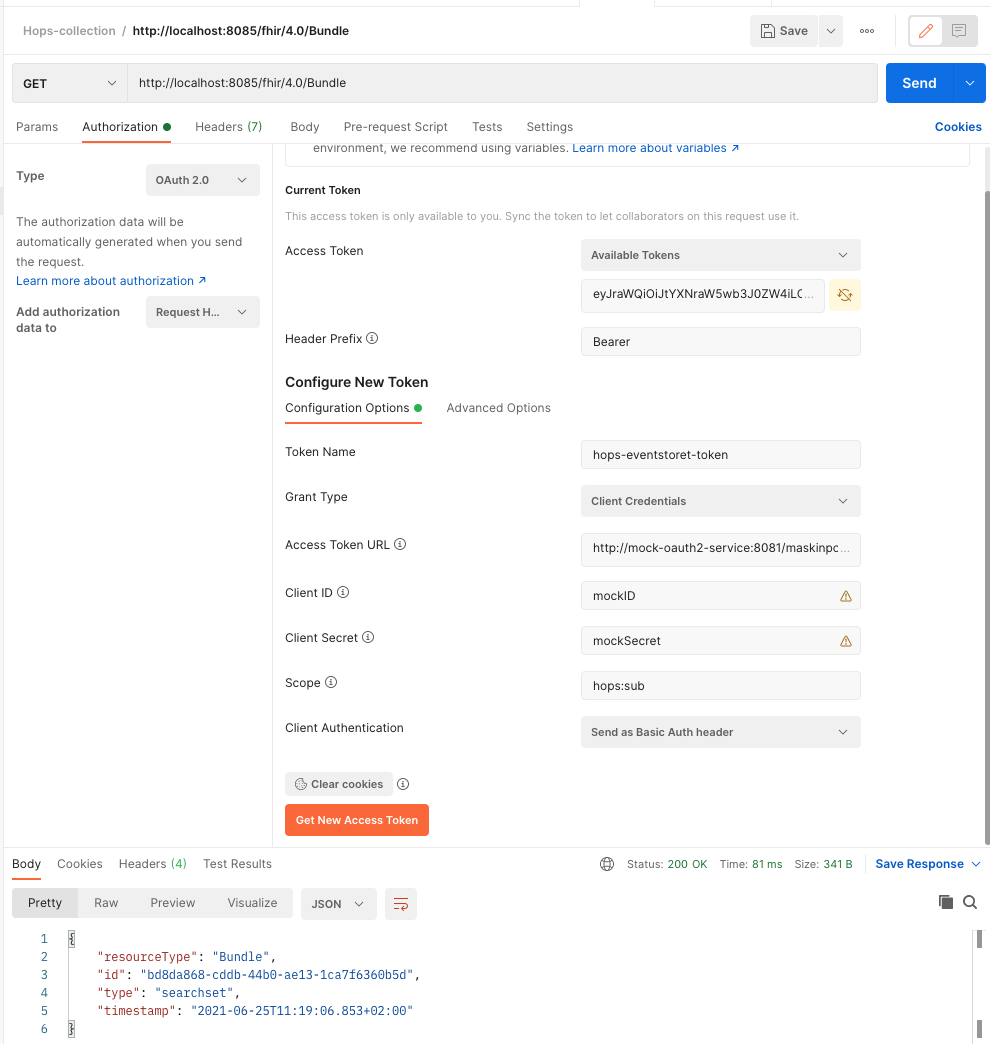 Hops-collection / http://localhost:8085/fhir/4.0/Bundle
Save
GET
http://localhost:8085/fhir/4.0/Bundle
Send
Params
Authorization
Headers (7)
Body
Pre-request Script
Tests
Settings
Cookies
Type
OAuth 2.0
The authorization data will be
automatically generated when you send
the request.
Learn more about authorization ↗
Add authorization
data to
Request H...
environment, we recommend using variables. Learn more about variables ↗
Current Token
This access token is only available to you. Sync the token to let collaborators on this request use it.
Access Token
Available Tokens
eyJraWQiOiJtYXNraW5wb3J0ZW4iLC...
Header Prefix
Bearer
Configure New Token
Configuration Options
Advanced Options
Token Name
hops-eventstoret-token
Grant Type
Client Credentials
Access Token URL
http://mock-oauth2-service:8081/maskinpo...
Client ID
mockID
Client Secret
mockSecret
Scope
hops:sub
Client Authentication
Send as Basic Auth header
Clear cookies
Get New Access Token
Body
Cookies
Headers (4)
Test Results
Status: 200 OK
Time: 81 ms
Size: 341 B
Save Response
Pretty
Raw
Preview
Visualize
JSON
1 {
2 "resourceType": "Bundle",
3 "id": "bd8da868-cddb-44b0-ae13-1ca7f6360b5d",
4 "type": "searchset",
5 "timestamp": "2021-06-25T11:19:06.853+02:00"
6 }